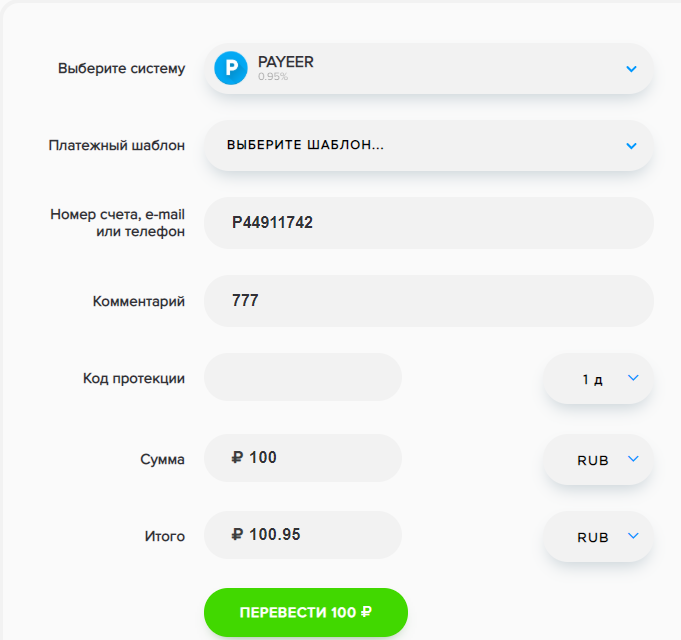 Выберите систему
P PAYEER
0.95%
Платежный шаблон
ВЫБЕРИТЕ ШАБЛОН...
Номер счета, e-mail
или телефон
P44911742
Комментарий
777
Код протекции
1 д
Сумма
₽ 100
RUB
Итого
₽ 100.95
RUB
ПЕРЕВЕСТИ 100 ₽